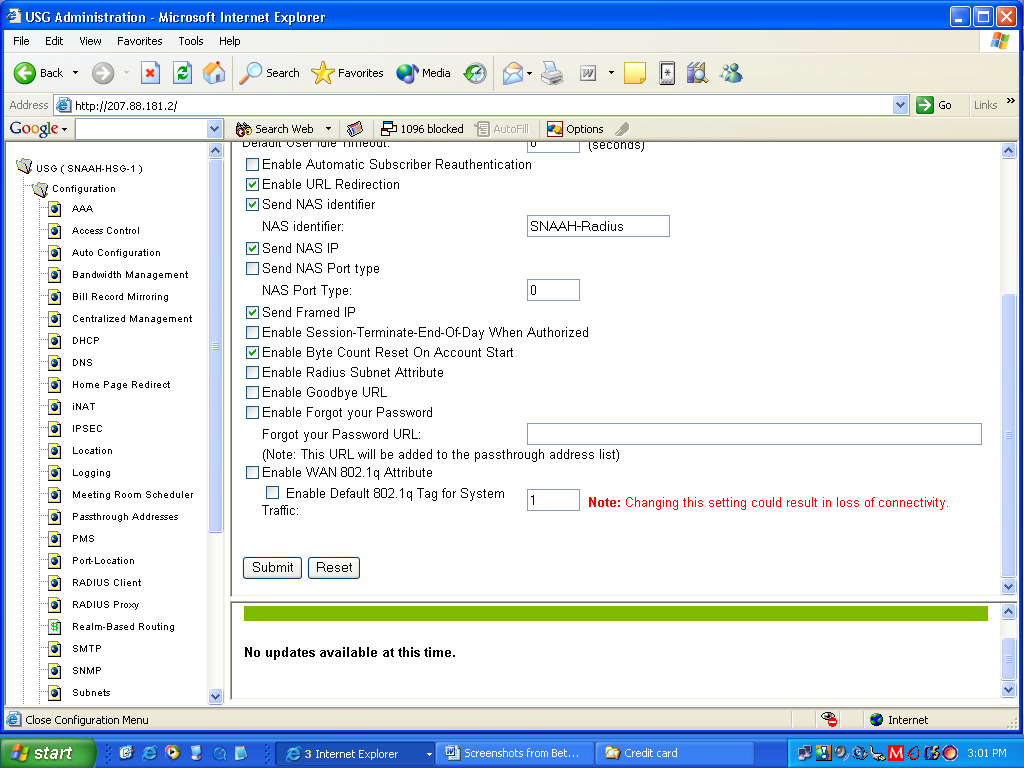 USG Administration - Microsoft Internet Explorer
File Edit View Favorites Tools Help
Back Search Favorites Media
Address http://207.88.181.2/ Go Links »
Google Search Web 1096 blocked AutoFill Options
USG ( SNAAH-HSG-1 )
Configuration
AAA
Access Control
Auto Configuration
Bandwidth Management
Bill Record Mirroring
Centralized Management
DHCP
DNS
Home Page Redirect
iNAT
IPSEC
Location
Logging
Meeting Room Scheduler
Passthrough Addresses
PMS
Port-Location
RADIUS Client
RADIUS Proxy
Realm-Based Routing
SMTP
SNMP
Subnets
Default User Idle Timeout: 0 (seconds)
Enable Automatic Subscriber Reauthentication
Enable URL Redirection
Send NAS identifier
NAS identifier: SNAAH-Radius
Send NAS IP
Send NAS Port type
NAS Port Type: 0
Send Framed IP
Enable Session-Terminate-End-Of-Day When Authorized
Enable Byte Count Reset On Account Start
Enable Radius Subnet Attribute
Enable Goodbye URL
Enable Forgot your Password
Forgot your Password URL:
(Note: This URL will be added to the passthrough address list)
Enable WAN 802.1q Attribute
Enable Default 802.1q Tag for System
Traffic: 1 Note: Changing this setting could result in loss of connectivity.
Submit Reset
No updates available at this time.
Close Configuration Menu Internet
start 3 Internet Explorer Screenshots from Bet... Credit card 3:01 PM